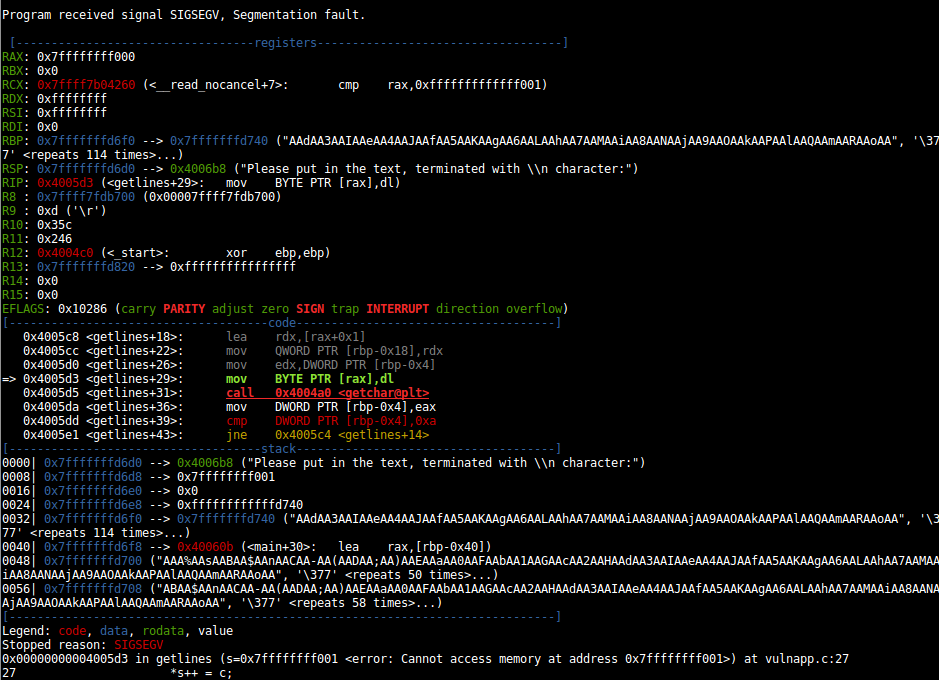 Program received signal SIGSEGV, Segmentation fault.
[----------------------------------registers-----------------------------------]
RAX: 0x7ffffffff000
RBX: 0x0
RCX: 0x7ffff7b04260 (<__read_nocancel+7>: cmp rax,0xfffffffffffff001)
RDX: 0xffffffff
RSI: 0xffffffff
RDI: 0x0
RBP: 0x7fffffffd6f0 --> 0x7fffffffd740 ("AAdAA3AAIAAeAA4AAJAAfAA5AAKAAgAA6AALAAhAA7AAMAAiAA8AANAAjAA9AAOAAkAAPAAlAAQAAmAARAAoAA", '\37
7' <repeats 114 times>...)
RSP: 0x7fffffffd6d0 --> 0x4006b8 ("Please put in the text, terminated with \\n character:")
RIP: 0x4005d3 (<getlines+29>: mov BYTE PTR [rax],dl)
R8 : 0x7ffff7fdb700 (0x00007ffff7fdb700)
R9 : 0xd ('\r')
R10: 0x35c
R11: 0x246
R12: 0x4004c0 (<_start>: xor ebp,ebp)
R13: 0x7fffffffd820 --> 0xffffffffffffffff
R14: 0x0
R15: 0x0
EFLAGS: 0x10286 (carry PARITY adjust zero SIGN trap INTERRUPT direction overflow)
[-------------------------------------code-------------------------------------]
0x4005c8 <getlines+18>: lea rdx,[rax+0x1]
0x4005cc <getlines+22>: mov QWORD PTR [rbp-0x18],rdx
0x4005d0 <getlines+26>: mov edx,DWORD PTR [rbp-0x4]
=> 0x4005d3 <getlines+29>: mov BYTE PTR [rax],dl
0x4005d5 <getlines+31>: call 0x4004a0 <getchar@plt>
0x4005da <getlines+36>: mov DWORD PTR [rbp-0x4],eax
0x4005dd <getlines+39>: cmp DWORD PTR [rbp-0x4],0xa
0x4005e1 <getlines+43>: jne 0x4005c4 <getlines+14>
[------------------------------------stack-------------------------------------]
0000| 0x7fffffffd6d0 --> 0x4006b8 ("Please put in the text, terminated with \\n character:")
0008| 0x7fffffffd6d8 --> 0x7ffffffff001
0016| 0x7fffffffd6e0 --> 0x0
0024| 0x7fffffffd6e8 --> 0xffffffffffffd740
0032| 0x7fffffffd6f0 --> 0x7fffffffd740 ("AAdAA3AAIAAeAA4AAJAAfAA5AAKAAgAA6AALAAhAA7AAMAAiAA8AANAAjAA9AAOAAkAAPAAlAAQAAmAARAAoAA", '\3
77' <repeats 114 times>...)
0040| 0x7fffffffd6f8 --> 0x40060b (<main+30>: lea rax,[rbp-0x40])
0048| 0x7fffffffd700 ("AAA%AAsAABAA$AAnAACAA-AA(AADAA;AA)AAEAAaAA0AAFAAbAA1AAGAAcAA2AAHAAdAA3AAIAAeAA4AAJAAfAA5AAKAAgAA6AALAAhAA7AAMAA
iAA8AANAAjAA9AAOAAkAAPAAlAAQAAmAARAAoAA", '\377' <repeats 50 times>...)
0056| 0x7fffffffd708 ("ABAA$AAnAACAA-AA(AADAA;AA)AAEAAaAA0AAFAAbAA1AAGAAcAA2AAHAAdAA3AAIAAeAA4AAJAAfAA5AAKAAgAA6AALAAhAA7AAMAAiAA8AANA
AjAA9AAOAAkAAPAAlAAQAAmAARAAoAA", '\377' <repeats 58 times>...)
[------------------------------------------------------------------------------]
Legend: code, data, rodata, value
Stopped reason: SIGSEGV
0x00000000004005d3 in getlines (s=0x7ffffffff001 <error: Cannot access memory at address 0x7ffffffff001>) at vulnapp.c:27
27 *s++ = c;